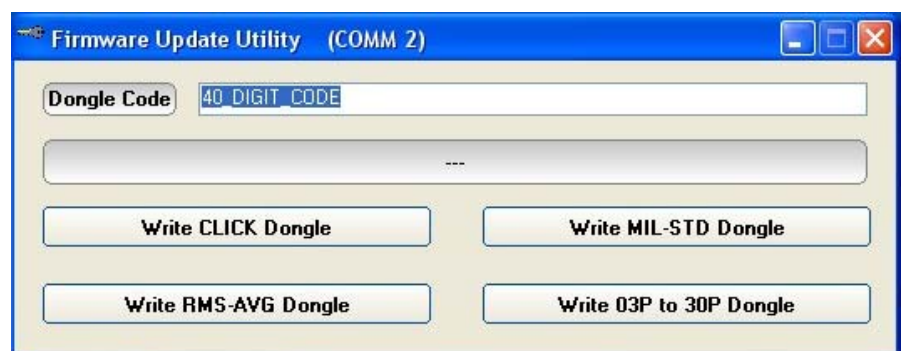 Firmware Update Utility (COMM 2)
Dongle Code 40_DIGIT_CODE
---
Write CLICK Dongle Write MIL-STD Dongle
Write RMS-AVG Dongle Write 03P to 30P Dongle